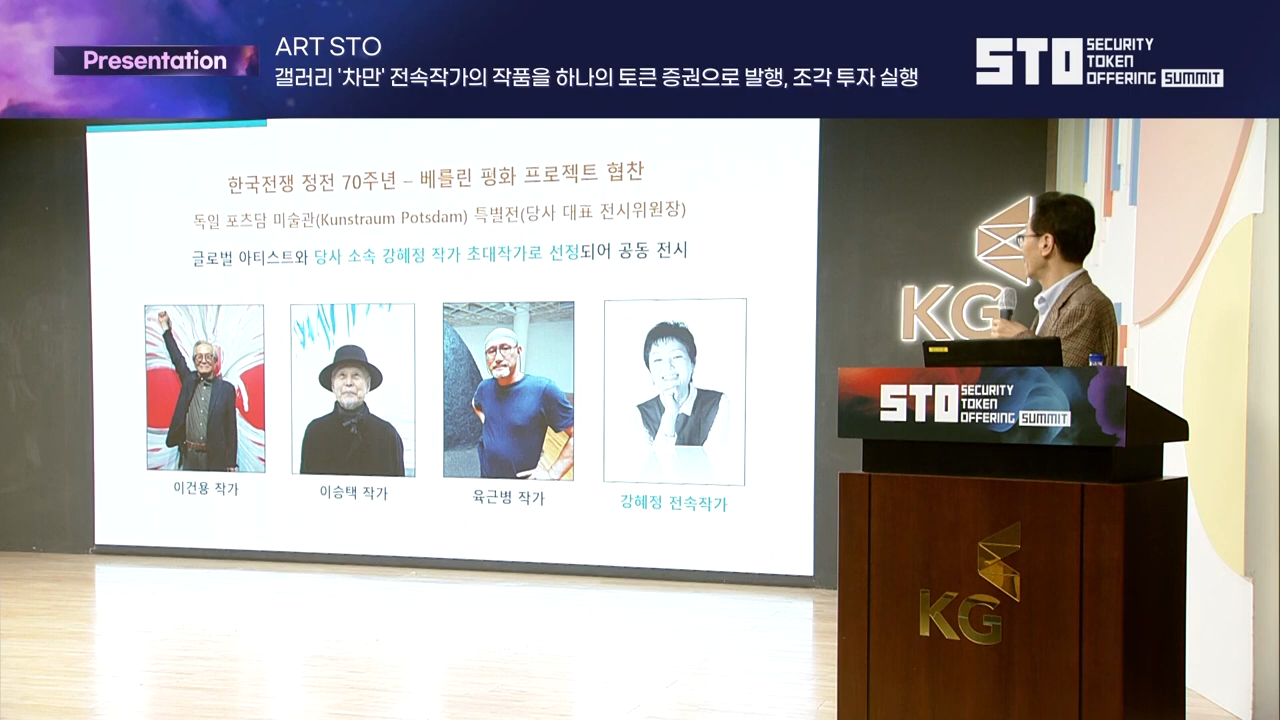 Presentation
ART STO
갤러리 '차만' 전속작가의 작품을 하나의 토큰 증권으로 발행, 조각 투자 실행
STO SECURITY
TOKEN
OFFERING SUMMIT
한국전쟁 정전 70주년 – 베를린 평화 프로젝트 협찬
독일 포츠담 미술관(Kunstraum Potsdam) 특별전(당사 대표 전시위원장)
글로벌 아티스트와 당사 소속 강혜정 작가 초대작가로 선정되어 공동 전시
이건용 작가
이승택 작가
육근병 작가
강혜정 전속작가
KG
STO SECURITY
TOKEN
OFFERING SUMMIT
KG